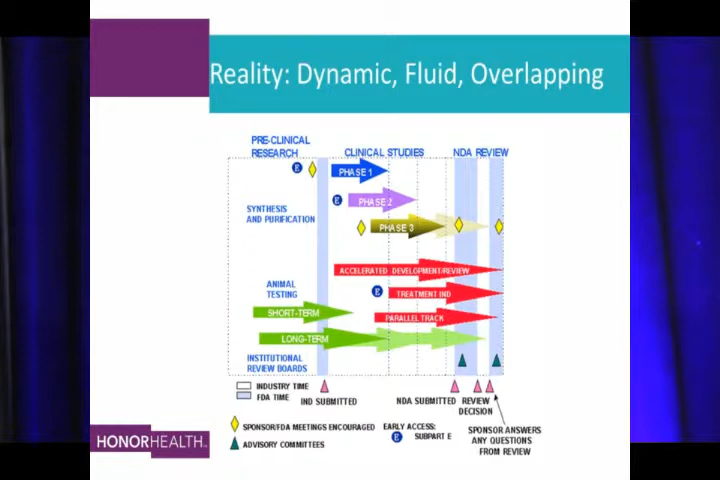 Reality: Dynamic, Fluid, Overlapping
PRE-CLINICAL
RESEARCH
CLINICAL STUDIES
NDA REVIEW
E
PHASE 1
E
PHASE 2
SYNTHESIS
AND PURIFICATION
PHASE 3
ACCELERATED DEVELOPMENT/REVIEW
ANIMAL
TESTING
E
TREATMENT IND
SHORT-TERM
PARALLEL TRACK
LONG-TERM
INSTITUTIONAL
REVIEW BOARDS
INDUSTRY TIME
FDA TIME
IND SUBMITTED
NDA SUBMITTED
REVIEW
DECISION
SPONSOR/FDA MEETINGS ENCOURAGED
ADVISORY COMMITTEES
EARLY ACCESS:
E SUBPART E
SPONSOR ANSWERS
ANY QUESTIONS
FROM REVIEW
HONORHEALTH